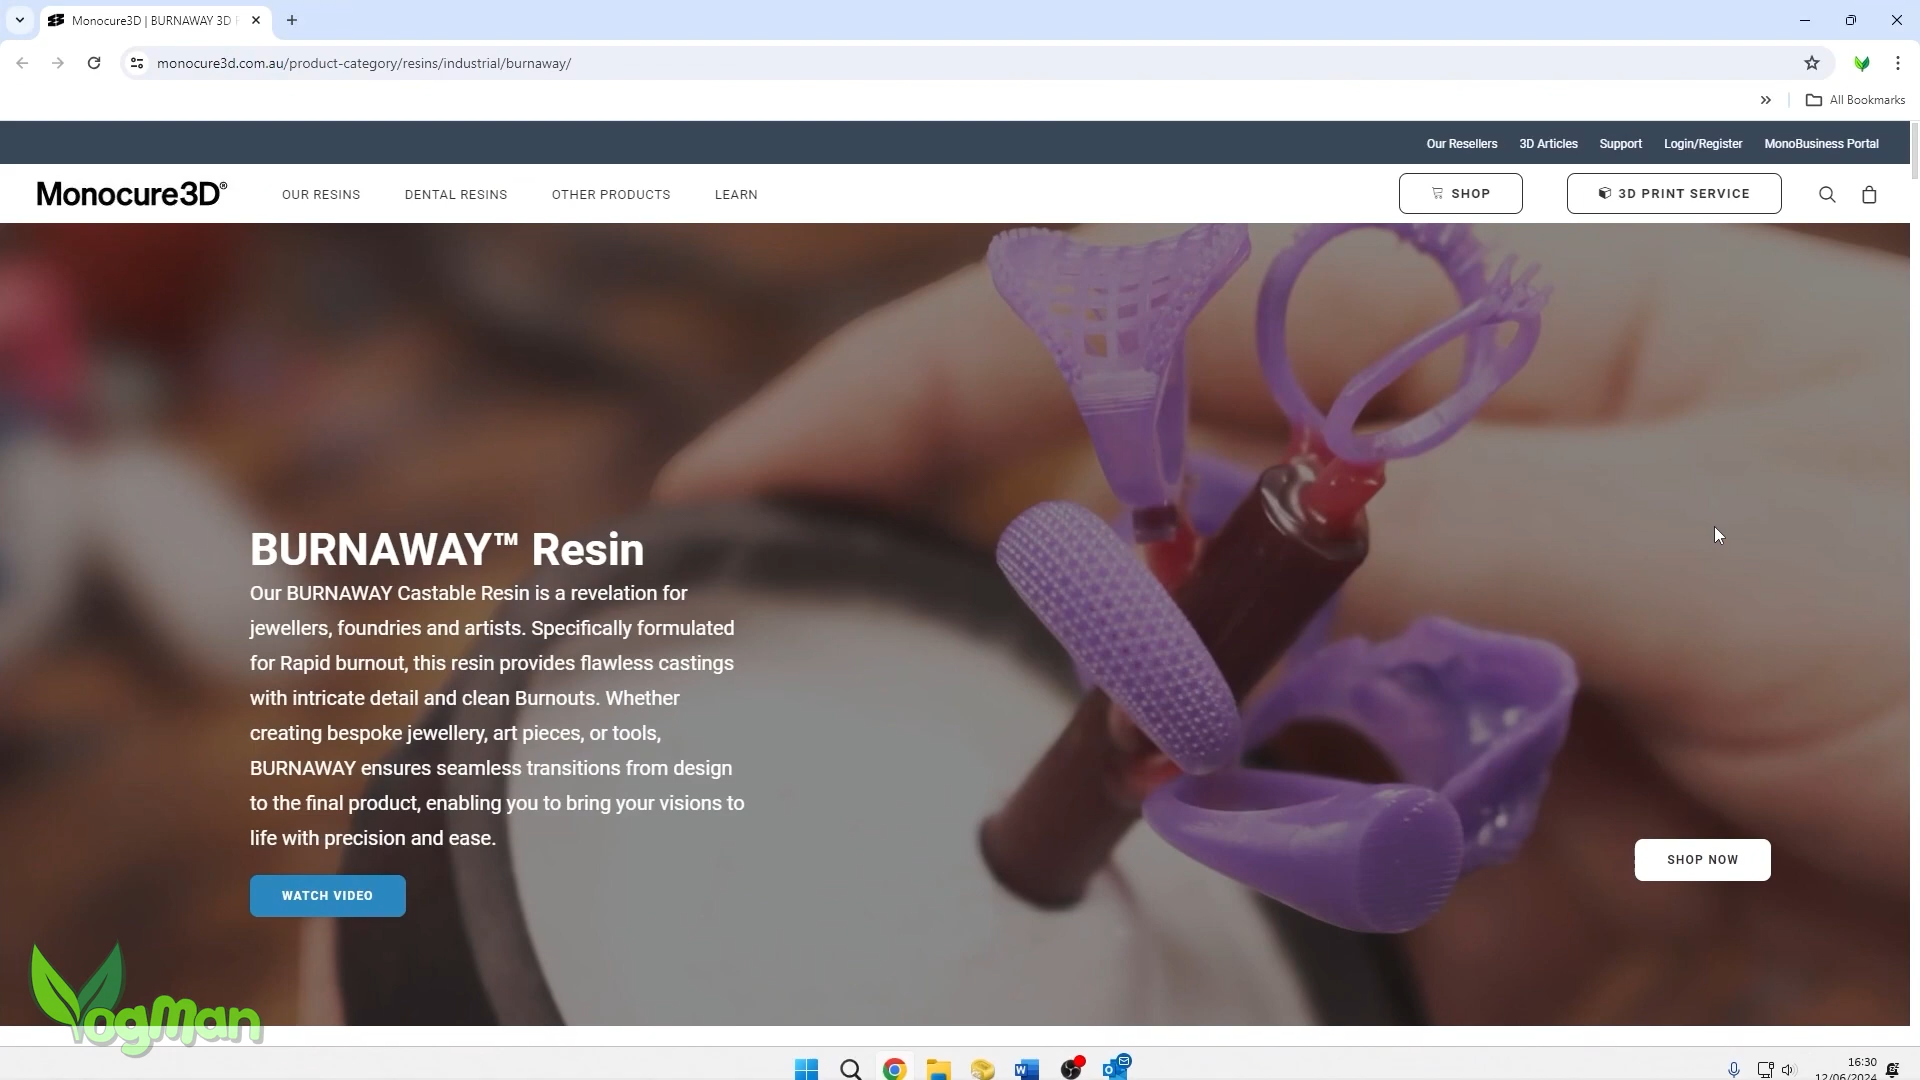 Monocure3D | BURNAWAY 3D
monocure3d.com.au/product-category/resins/industrial/burnaway/
All Bookmarks
Our Resellers 3D Articles Support Login/Register MonoBusiness Portal
Monocure3D® OUR RESINS DENTAL RESINS OTHER PRODUCTS LEARN SHOP 3D PRINT SERVICE
BURNAWAY™ Resin
Our BURNAWAY Castable Resin is a revelation for
jewellers, foundries and artists. Specifically formulated
for Rapid burnout, this resin provides flawless castings
with intricate detail and clean Burnouts. Whether
creating bespoke jewellery, art pieces, or tools,
BURNAWAY ensures seamless transitions from design
to the final product, enabling you to bring your visions to
life with precision and ease.
SHOP NOW
WATCH VIDEO
YogMan
16:30
12/06/2024